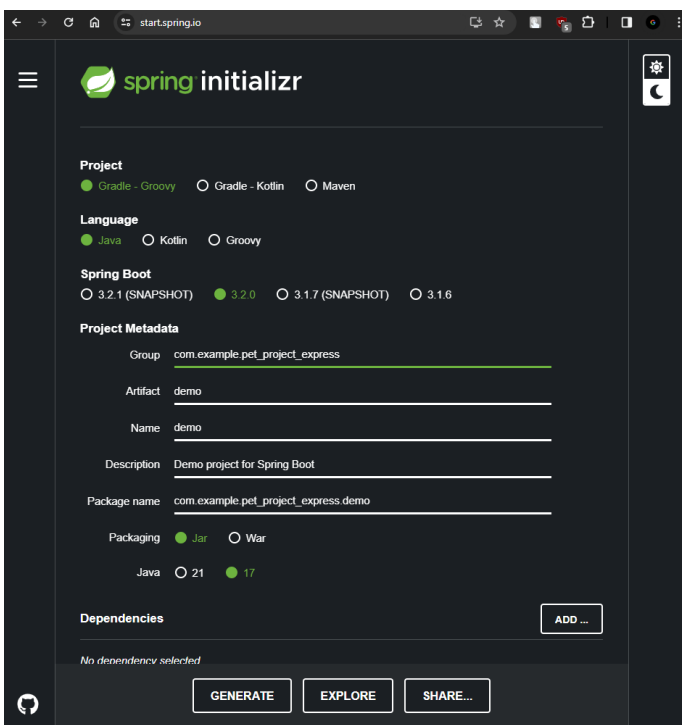 start.spring.io
spring initializr
Project
Gradle - Groovy Gradle - Kotlin Maven
Language
Java Kotlin Groovy
Spring Boot
3.2.1 (SNAPSHOT) 3.2.0 3.1.7 (SNAPSHOT) 3.1.6
Project Metadata
Group com.example.pet_project_express
Artifact demo
Name demo
Description Demo project for Spring Boot
Package name com.example.pet_project_express.demo
Packaging Jar War
Java 21 17
Dependencies ADD ...
No dependency selected
GENERATE EXPLORE SHARE...